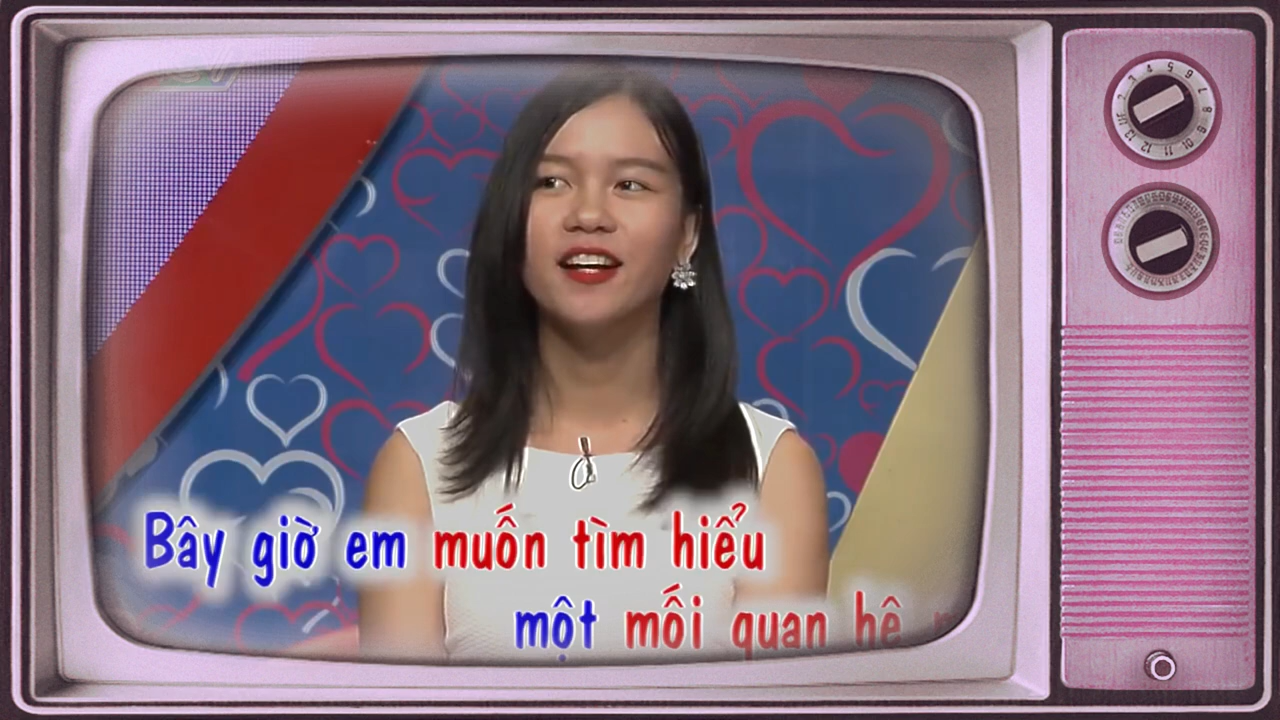 Bây giờ em muốn tìm hiểu
một mối quan hệ